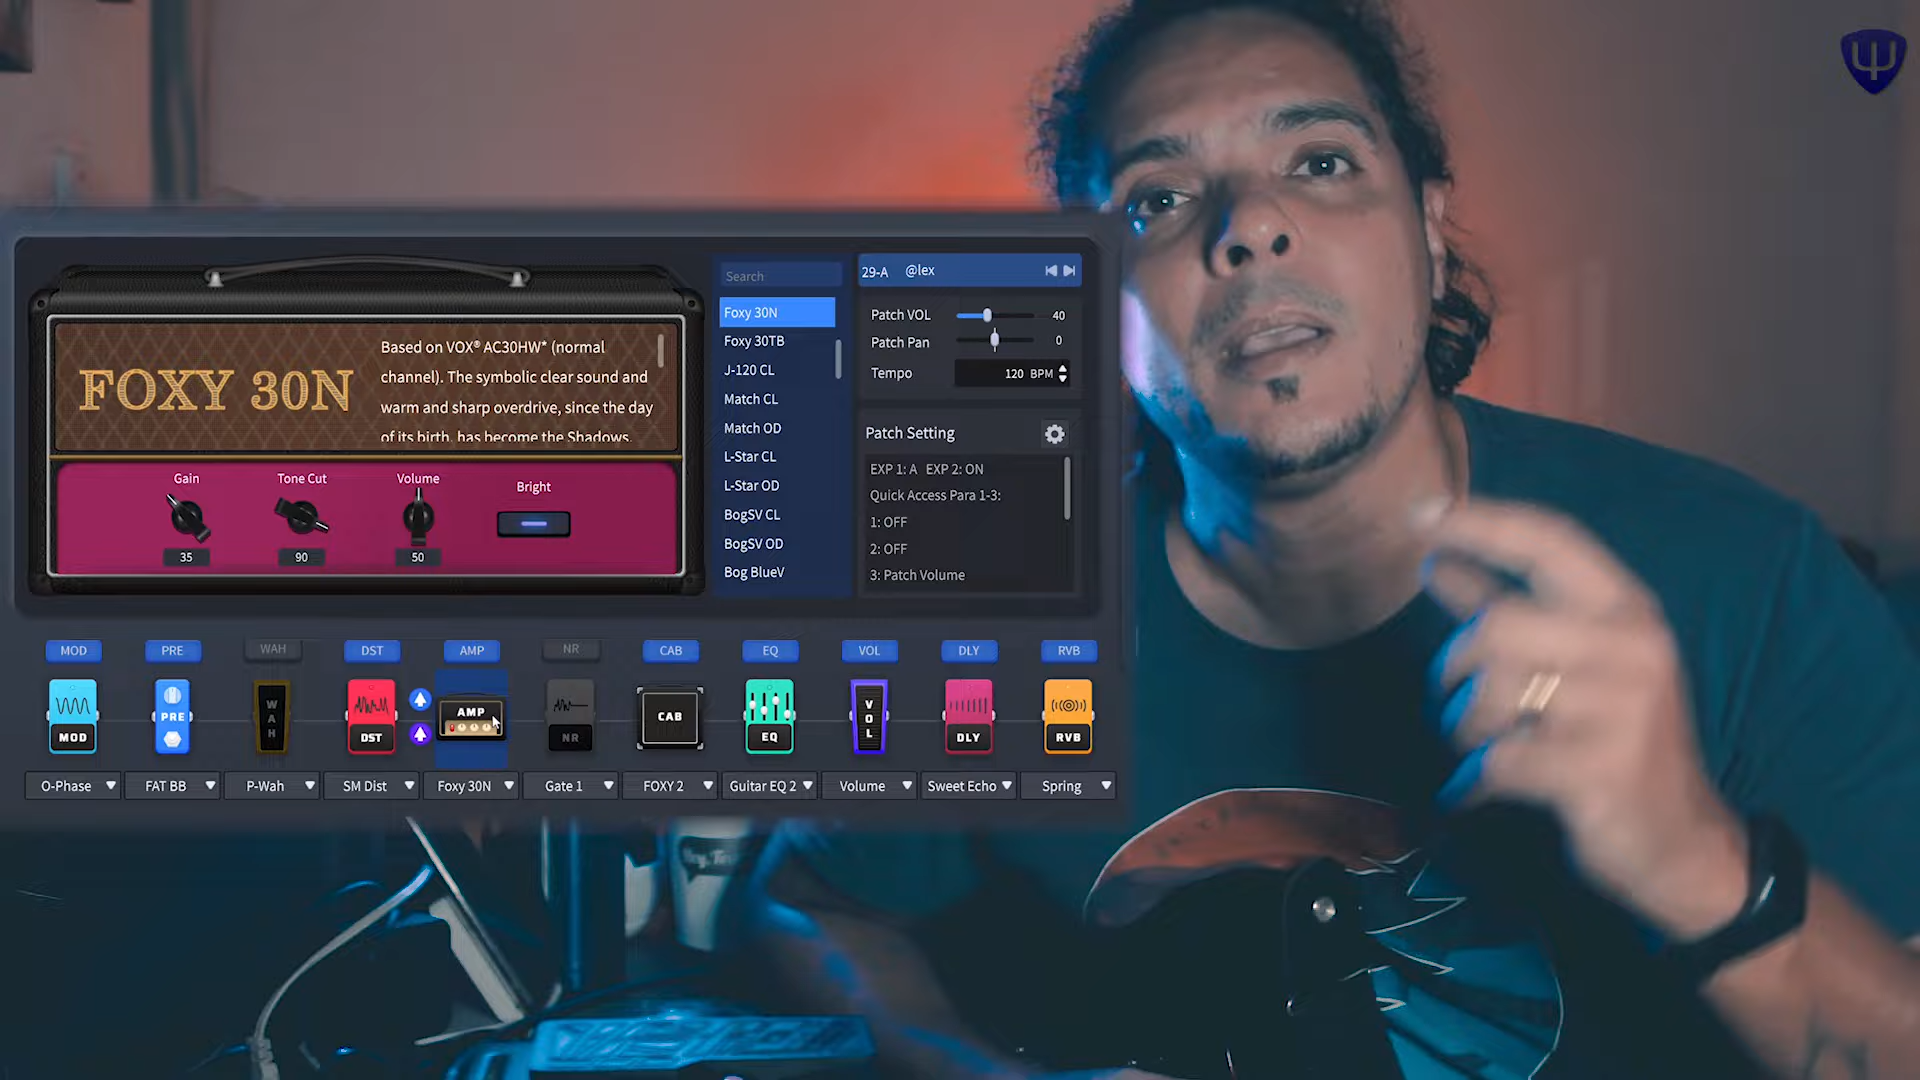 FOXY 30N
Based on VOX® AC30HW* (normal
channel). The symbolic clear sound and
warm and sharp overdrive, since the day
of its birth, has become the Shadows,
Gain
Tone Cut
Volume
Bright
35
90
50
Search
Foxy 30N
Foxy 30TB
J-120 CL
Match CL
Match OD
L-Star CL
L-Star OD
BogSV CL
BogSV OD
Bog BlueV
29-A @lex
Patch VOL 40
Patch Pan 0
Tempo 120 BPM
Patch Setting
EXP 1: A EXP 2: ON
Quick Access Para 1-3:
1: OFF
2: OFF
3: Patch Volume
MOD PRE WAH DST AMP NR CAB EQ VOL DLY RVB
MOD
PRE
WAH
DST
AMP
NR
CAB
EQ
VOL
DLY
RVB
O-Phase FAT BB P-Wah SM Dist Foxy 30N Gate 1 FOXY 2 Guitar EQ 2 Volume Sweet Echo Spring